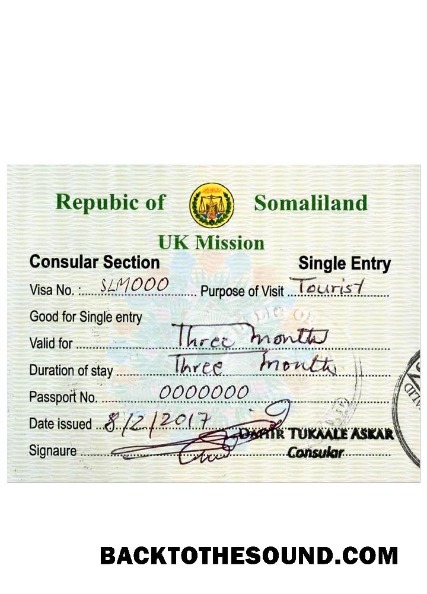 Repubic of Somaliland
UK Mission
Consular Section Single Entry
Visa No. : SLM000 Purpose of Visit Tourist
Good for Single entry
Valid for Three month
Duration of stay Three month
Passport No. 0000000
Date issued 8/2/2017
DAHIR TUKAALE ASKAR
Signaure Consular
BACKTOTHESOUND.COM